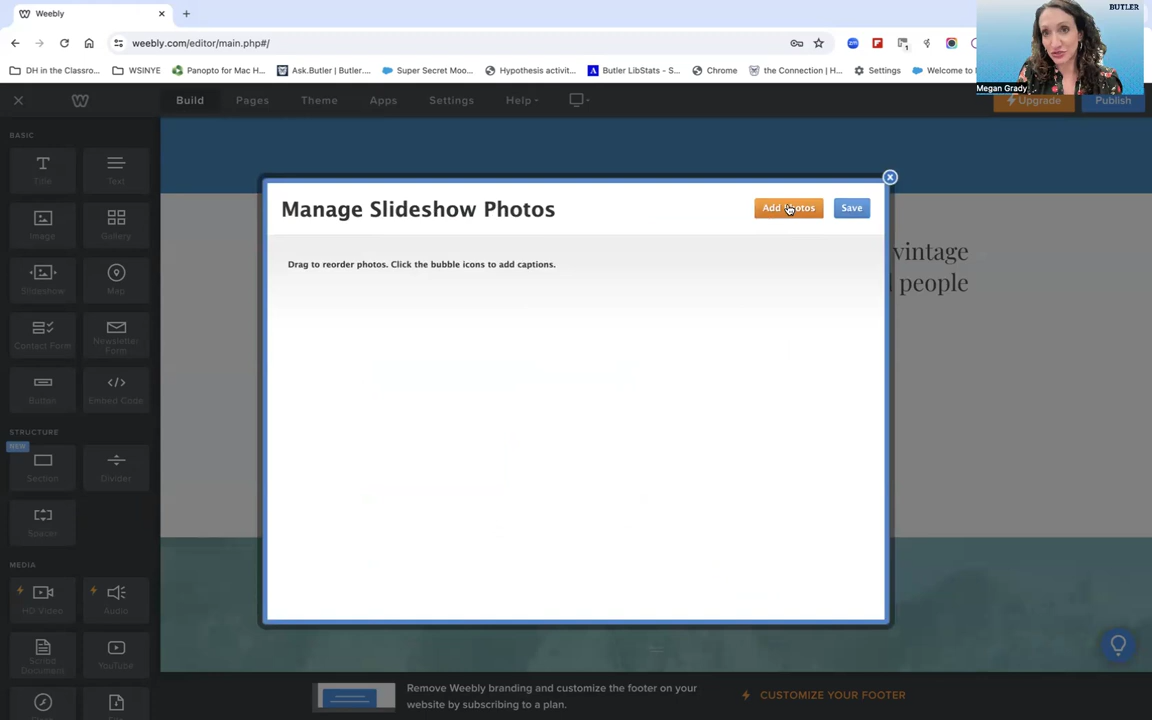 Weebly
weebly.com/editor/main.php#/
BUTLER
Megan Grady
DH in the Classro...
WSINYE
Panopto for Mac H...
Ask.Butler | Butler....
Super Secret Moo...
Hypothesis activit...
Butler LibStats – S...
Chrome
the Connection | H...
Settings
Welcome to
Build
Pages
Theme
Apps
Settings
Help
Upgrade
Publish
BASIC
Title
Text
Image
Gallery
Slideshow
Map
Contact Form
Newsletter
Form
Button
Embed Code
STRUCTURE
NEW
Section
Divider
Spacer
MEDIA
HD Video
Audio
Scribd
Document
YouTube
Manage Slideshow Photos
Add Photos
Save
Drag to reorder photos. Click the bubble icons to add captions.
vintage
people
Remove Weebly branding and customize the footer on your
website by subscribing to a plan.
CUSTOMIZE YOUR FOOTER